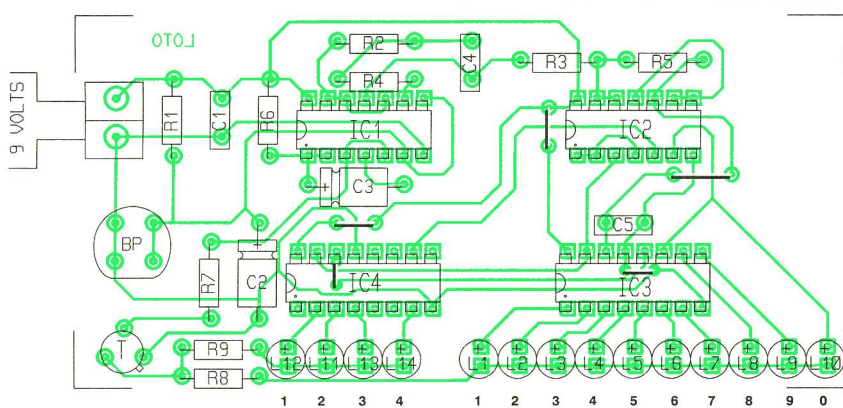 LOTO
R2
C4
R3
R5
R4
9 VOLTS
R1
C1
R6
IC1
IC2
+
C3
BP
C5
+
R7
C2
IC4
IC3
T
R9
R8
+ + + + + + + + + + + + + +
L12 L11 L13 L14 L1 L2 L3 L4 L5 L6 L7 L8 L9 L10
1 2 3 4 1 2 3 4 5 6 7 8 9 0